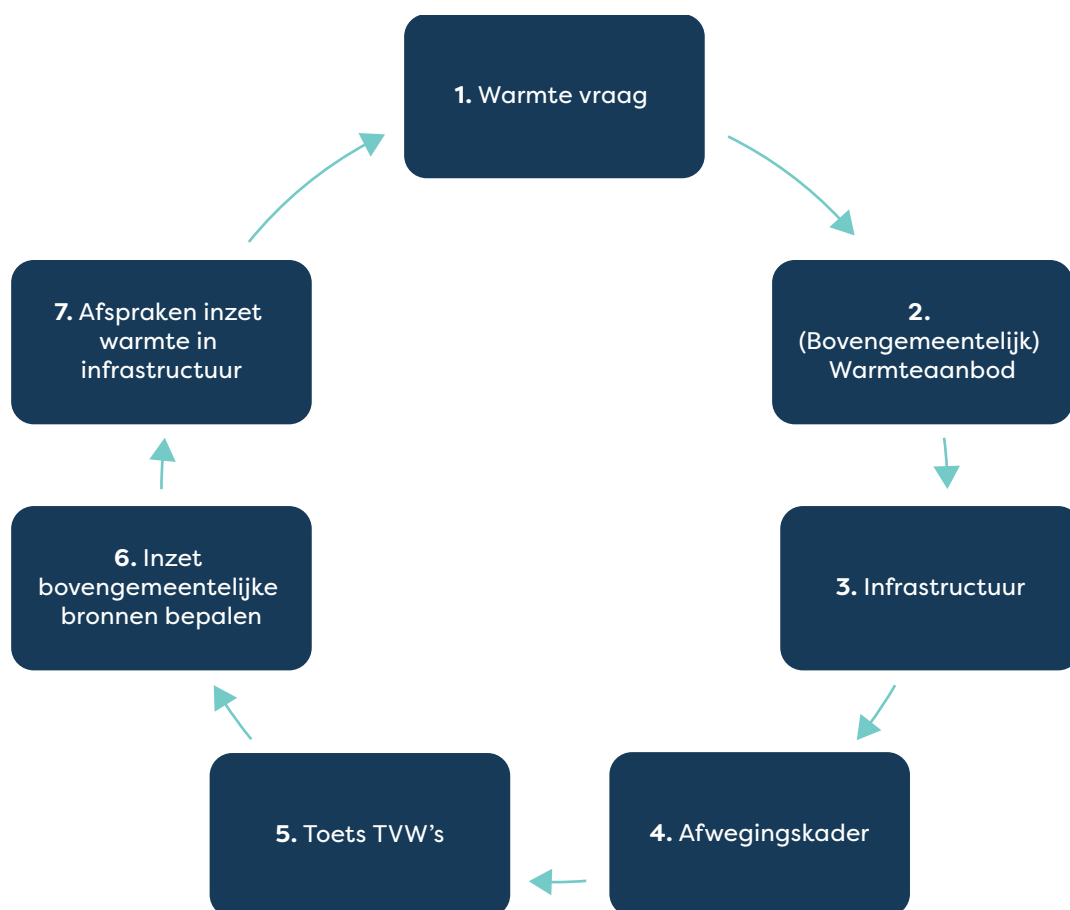 1. Warmte vraag
2.
(Bovengemeentelijk)
Warmteaanbod
3. Infrastructuur
4. Afwegingskader
5. Toets TVW’s
6. Inzet
bovengemeentelijke
bronnen bepalen
7. Afspraken inzet
warmte in
infrastructuur